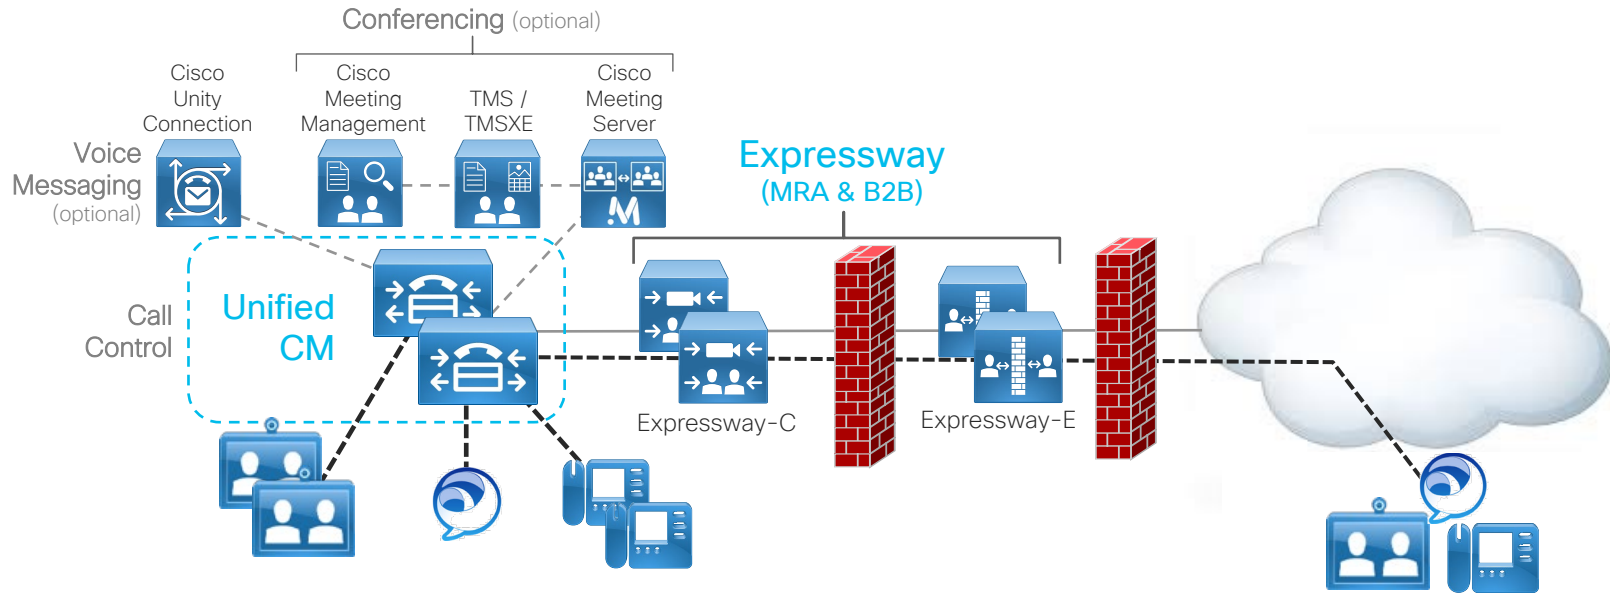 Conferencing (optional)
Cisco
Unity
Connection
Cisco
Meeting
Management
TMS /
TMSXE
Cisco
Meeting
Server
Voice
Messaging
(optional)
Expressway
(MRA & B2B)
Call
Control
Unified
CM
Expressway-C
Expressway-E